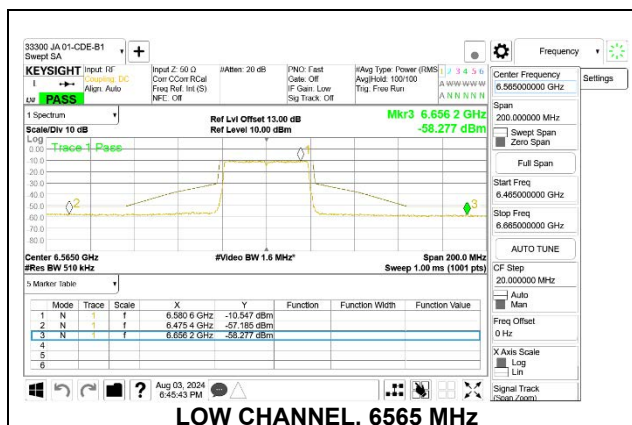 33300 JA 01-CDE-B1
Swept SA
Frequency
KEYSIGHT Input: RF Input Z: 50 Ω #Atten: 20 dB PNO: Fast #Avg Type: Power (RMS 1 2 3 4 5 6
Coupling: DC Corr CCorr RCal Gate: Off Avg|Hold: 100/100 A W W W W W
Align: Auto Freq Ref: Int (S) IF Gain: Low Trig: Free Run A N N N N N
PASS NFE: Off Sig Track: Off
Center Frequency
6.565000000 GHz
Settings
Span
200.000000 MHz
Swept Span
Zero Span
Full Span
Start Freq
6.465000000 GHz
Stop Freq
6.665000000 GHz
AUTO TUNE
CF Step
20.000000 MHz
Auto
Man
Freq Offset
0 Hz
X Axis Scale
Log
Lin
Signal Track
(Span Zoom)
1 Spectrum
Ref Lvl Offset 13.00 dB
Mkr3 6.656 2 GHz
Scale/Div 10 dB
Ref Level 10.00 dBm
-58.277 dBm
Log
Trace 1 Pass
0.00
-10.0
-20.0
-30.0
-40.0
-50.0
-60.0
-70.0
-80.0
1
2
3
Center 6.5650 GHz #Video BW 1.6 MHz* Span 200.0 MHz
#Res BW 510 kHz Sweep 1.00 ms (1001 pts)
5 Marker Table
Mode Trace Scale X Y Function Function Width Function Value
1 N 1 f 6.580 6 GHz -10.547 dBm
2 N 1 f 6.475 4 GHz -57.185 dBm
3 N 1 f 6.656 2 GHz -58.277 dBm
4
5
6
Aug 03, 2024
6:45:43 PM
LOW CHANNEL, 6565 MHz